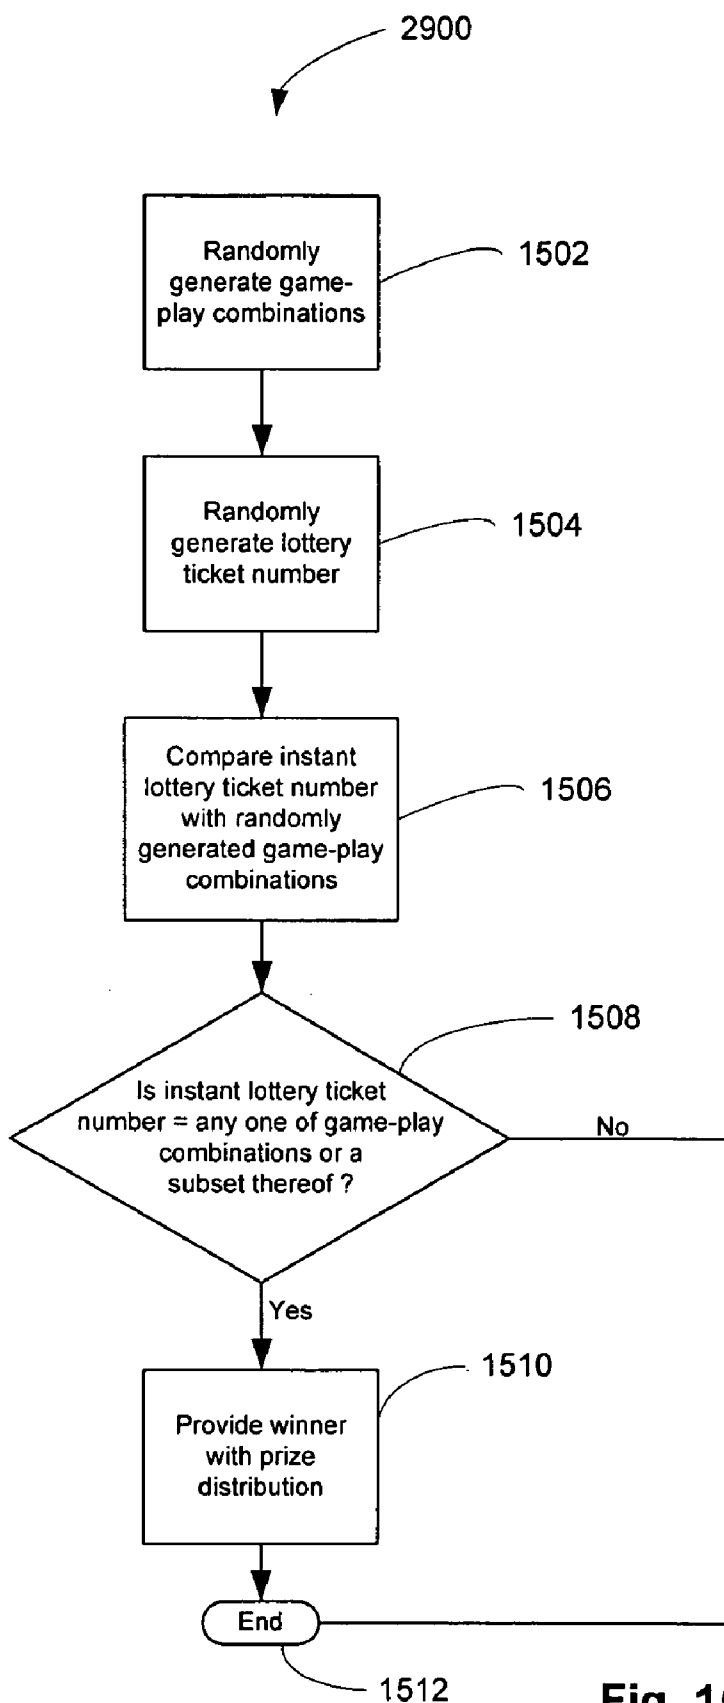 2900
Randomly
generate game-
play combinations
1502
Randomly
generate lottery
ticket number
1504
Compare instant
lottery ticket number
with randomly
generated game-play
combinations
1506
1508
Is instant lottery ticket
number = any one of game-play
combinations or a
subset thereof ?
No
Yes
1510
Provide winner
with prize
distribution
End
1512
Fig.